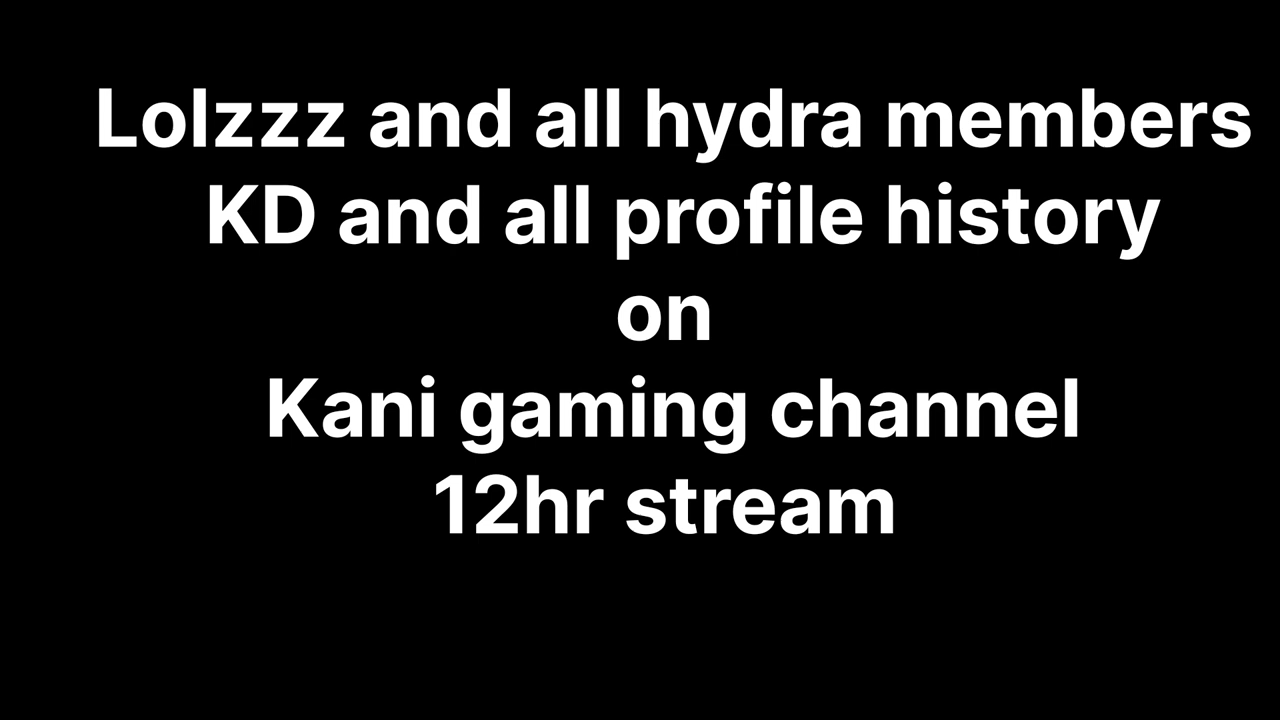 Lolzzz and all hydra members
KD and all profile history
on
Kani gaming channel
12hr stream